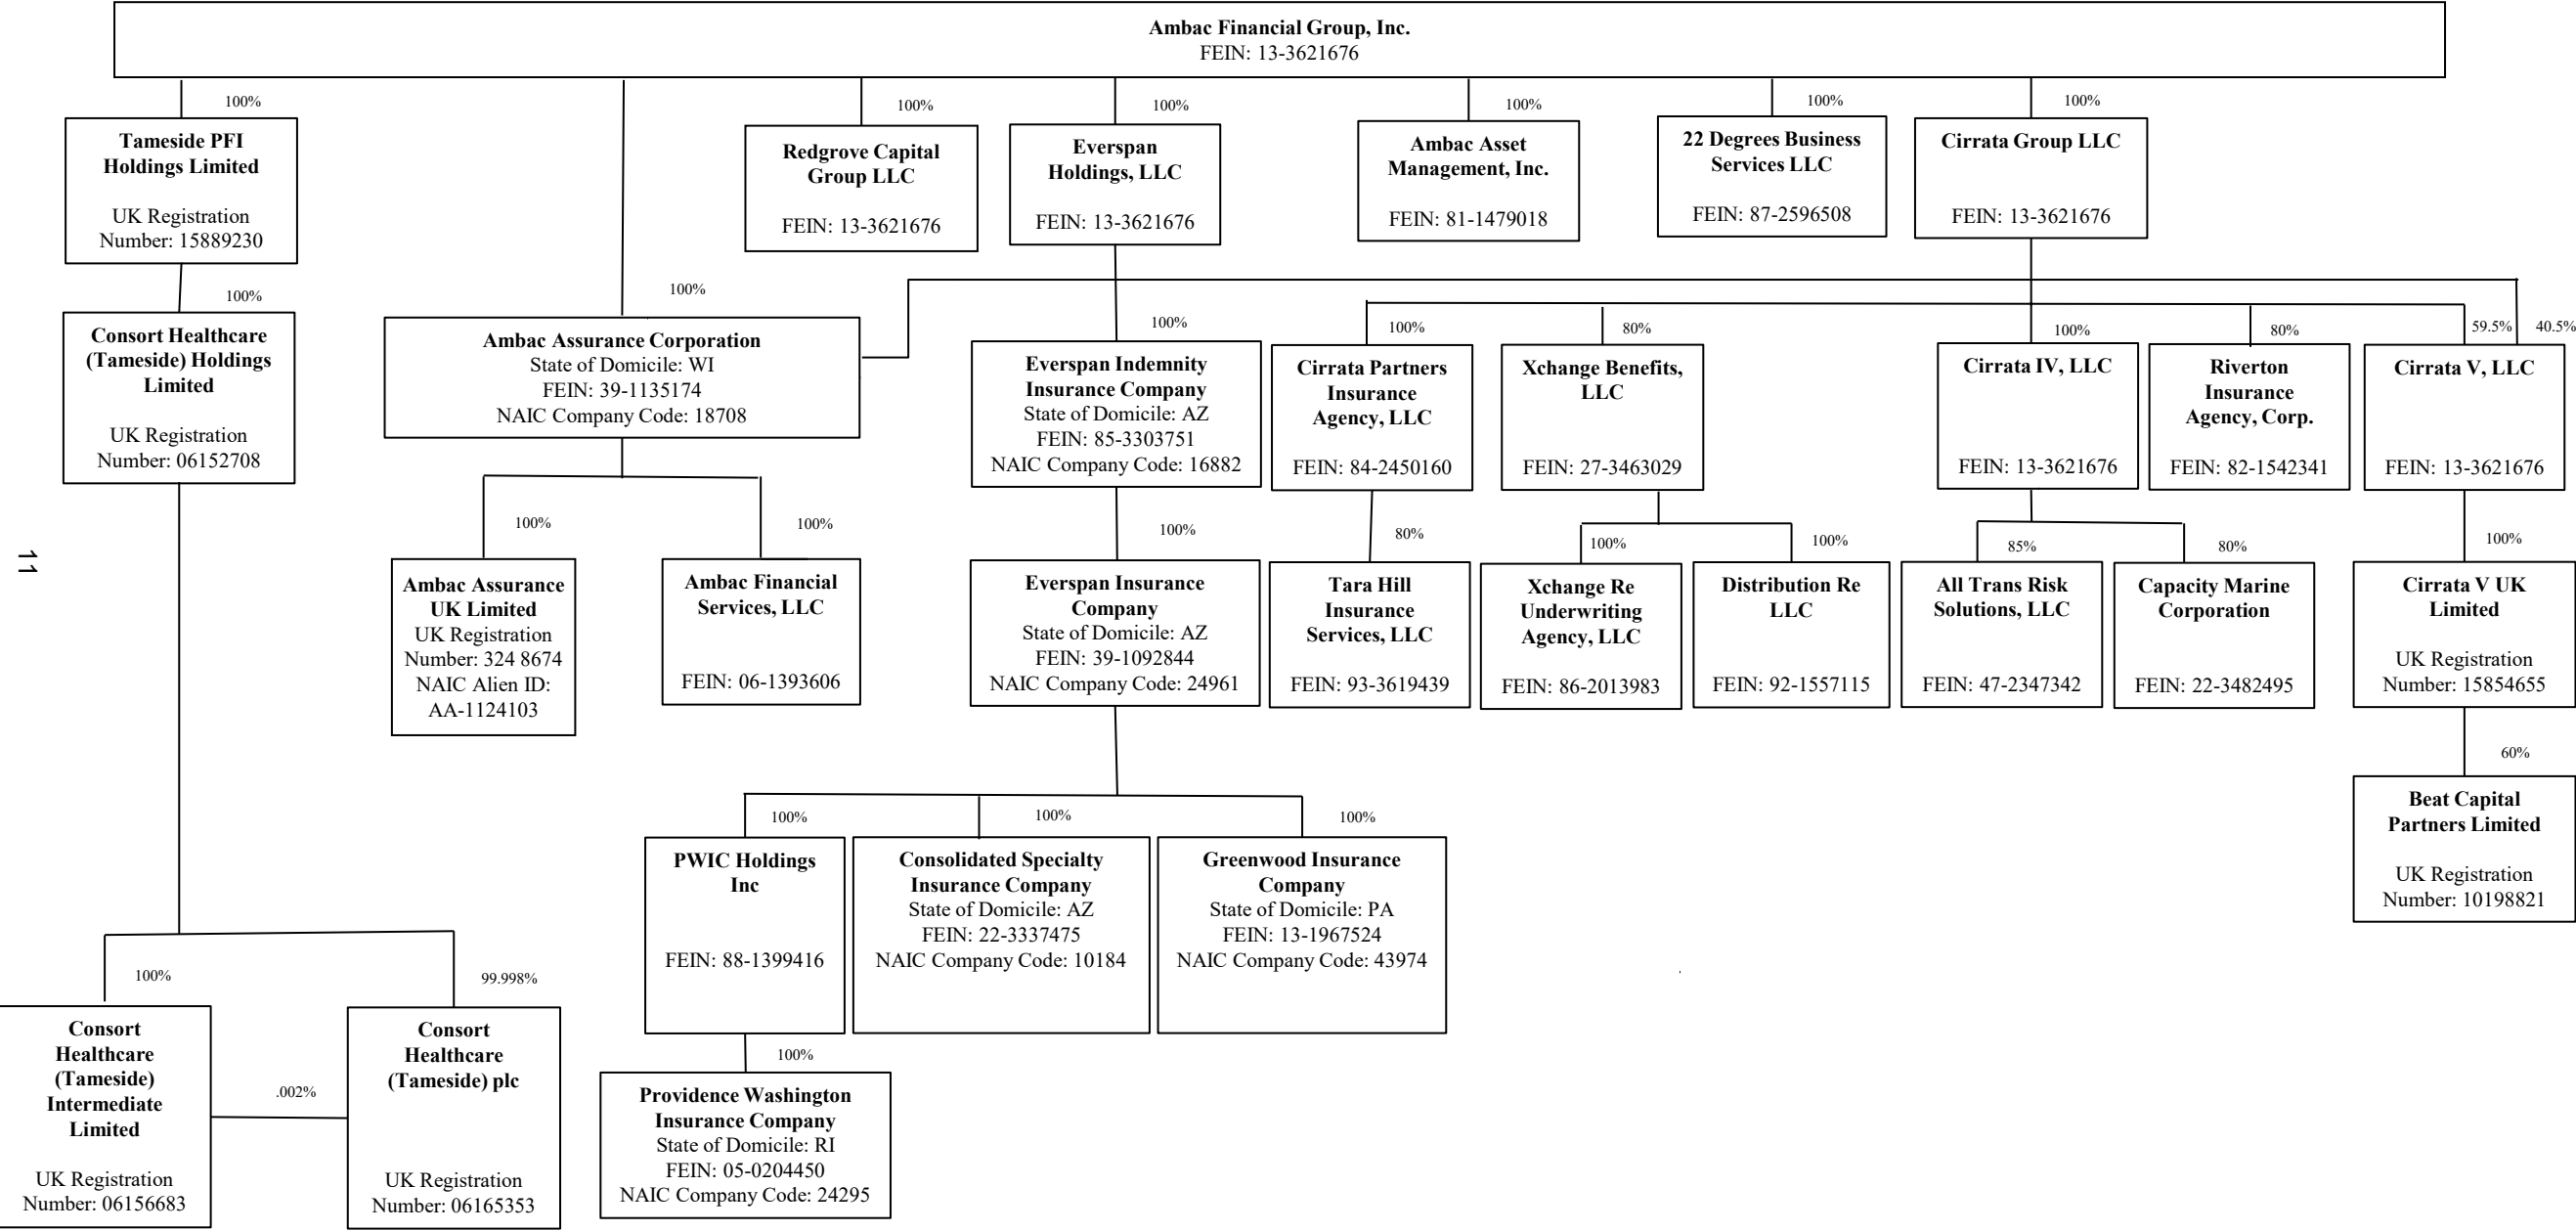 Ambac Financial Group, Inc.
FEIN: 13-3621676
100%
100%
100%
100%
100%
100%
Tameside PFI
Holdings Limited
UK Registration
Number: 15889230
Redgrove Capital
Group LLC
FEIN: 13-3621676
Everspan
Holdings, LLC
FEIN: 13-3621676
Ambac Asset
Management, Inc.
FEIN: 81-1479018
22 Degrees Business
Services LLC
FEIN: 87-2596508
Cirrata Group LLC
FEIN: 13-3621676
100%
100%
100%
100%
80%
100%
80%
59.5%
40.5%
Consort Healthcare
(Tameside) Holdings
Limited
UK Registration
Number: 06152708
Ambac Assurance Corporation
State of Domicile: WI
FEIN: 39-1135174
NAIC Company Code: 18708
Everspan Indemnity
Insurance Company
State of Domicile: AZ
FEIN: 85-3303751
NAIC Company Code: 16882
Cirrata Partners
Insurance
Agency, LLC
FEIN: 84-2450160
Xchange Benefits,
LLC
FEIN: 27-3463029
Cirrata IV, LLC
FEIN: 13-3621676
Riverton
Insurance
Agency, Corp.
FEIN: 82-1542341
Cirrata V, LLC
FEIN: 13-3621676
100%
100%
100%
80%
100%
100%
85%
80%
100%
11
Ambac Assurance
UK Limited
UK Registration
Number: 324 8674
NAIC Alien ID:
AA-1124103
Ambac Financial
Services, LLC
FEIN: 06-1393606
Everspan Insurance
Company
State of Domicile: AZ
FEIN: 39-1092844
NAIC Company Code: 24961
Tara Hill
Insurance
Services, LLC
FEIN: 93-3619439
Xchange Re
Underwriting
Agency, LLC
FEIN: 86-2013983
Distribution Re
LLC
FEIN: 92-1557115
All Trans Risk
Solutions, LLC
FEIN: 47-2347342
Capacity Marine
Corporation
FEIN: 22-3482495
Cirrata V UK
Limited
UK Registration
Number: 15854655
60%
Beat Capital
Partners Limited
UK Registration
Number: 10198821
100%
100%
100%
PWIC Holdings
Inc
FEIN: 88-1399416
Consolidated Specialty
Insurance Company
State of Domicile: AZ
FEIN: 22-3337475
NAIC Company Code: 10184
Greenwood Insurance
Company
State of Domicile: PA
FEIN: 13-1967524
NAIC Company Code: 43974
100%
99.998%
Consort
Healthcare
(Tameside)
Intermediate
Limited
UK Registration
Number: 06156683
.002%
Consort
Healthcare
(Tameside) plc
UK Registration
Number: 06165353
100%
Providence Washington
Insurance Company
State of Domicile: RI
FEIN: 05-0204450
NAIC Company Code: 24295